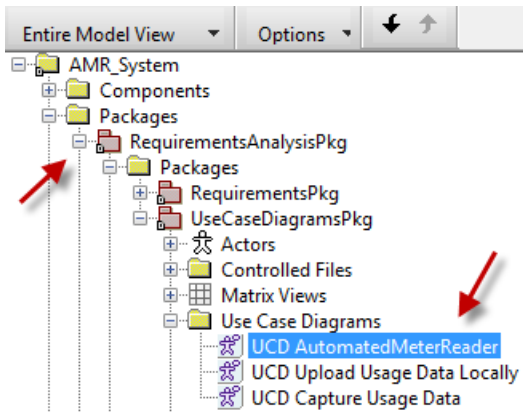 Entire Model View Options
AMR_System
Components
Packages
RequirementsAnalysisPkg
Packages
RequirementsPkg
UseCaseDiagramsPkg
Actors
Controlled Files
Matrix Views
Use Case Diagrams
UCD AutomatedMeterReader
UCD Upload Usage Data Locally
UCD Capture Usage Data